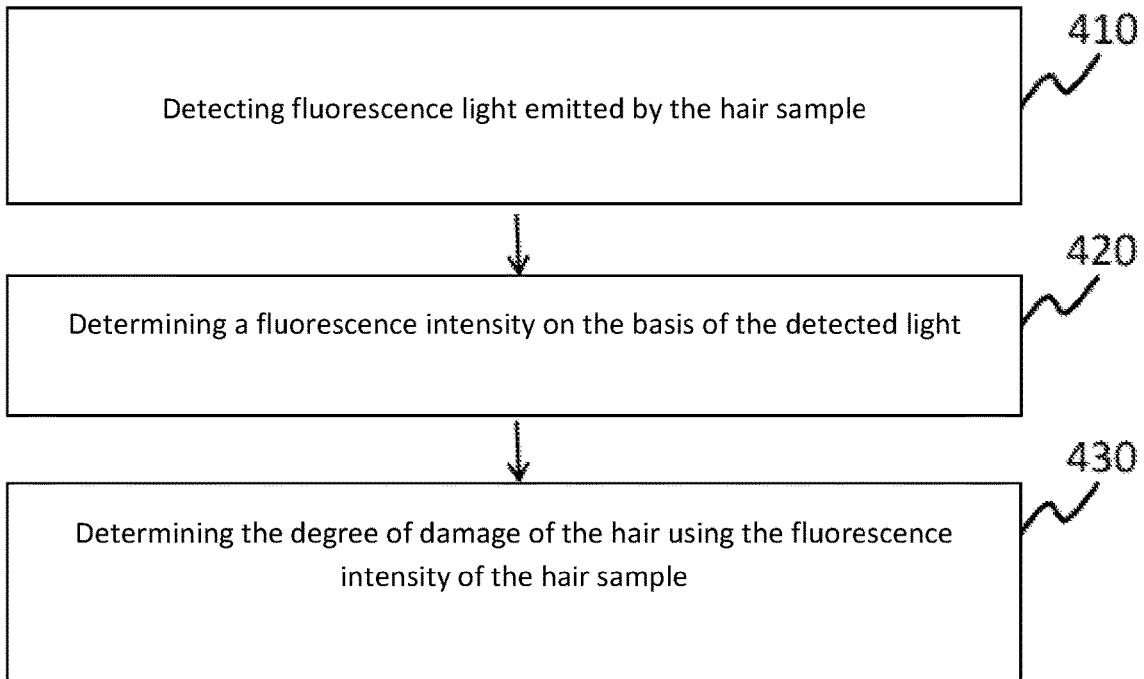 410
Detecting fluorescence light emitted by the hair sample
420
Determining a fluorescence intensity on the basis of the detected light
430
Determining the degree of damage of the hair using the fluorescence
intensity of the hair sample